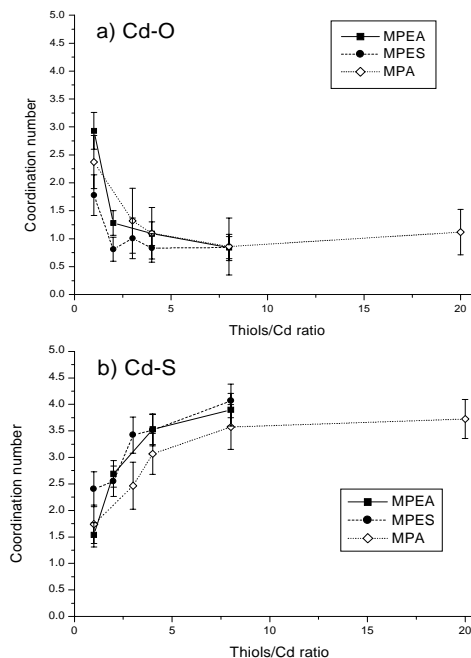 a) Cd-O
MPEA
MPES
MPA
Coordination number
5.0
4.5
4.0
3.5
3.0
2.5
2.0
1.5
1.0
0.5
0.0
0 5 10 15 20
Thiols/Cd ratio
b) Cd-S
Coordination number
5.0
4.5
4.0
3.5
3.0
2.5
2.0
1.5
1.0
0.5
0.0
MPEA
MPES
MPA
0 5 10 15 20
Thiols/Cd ratio